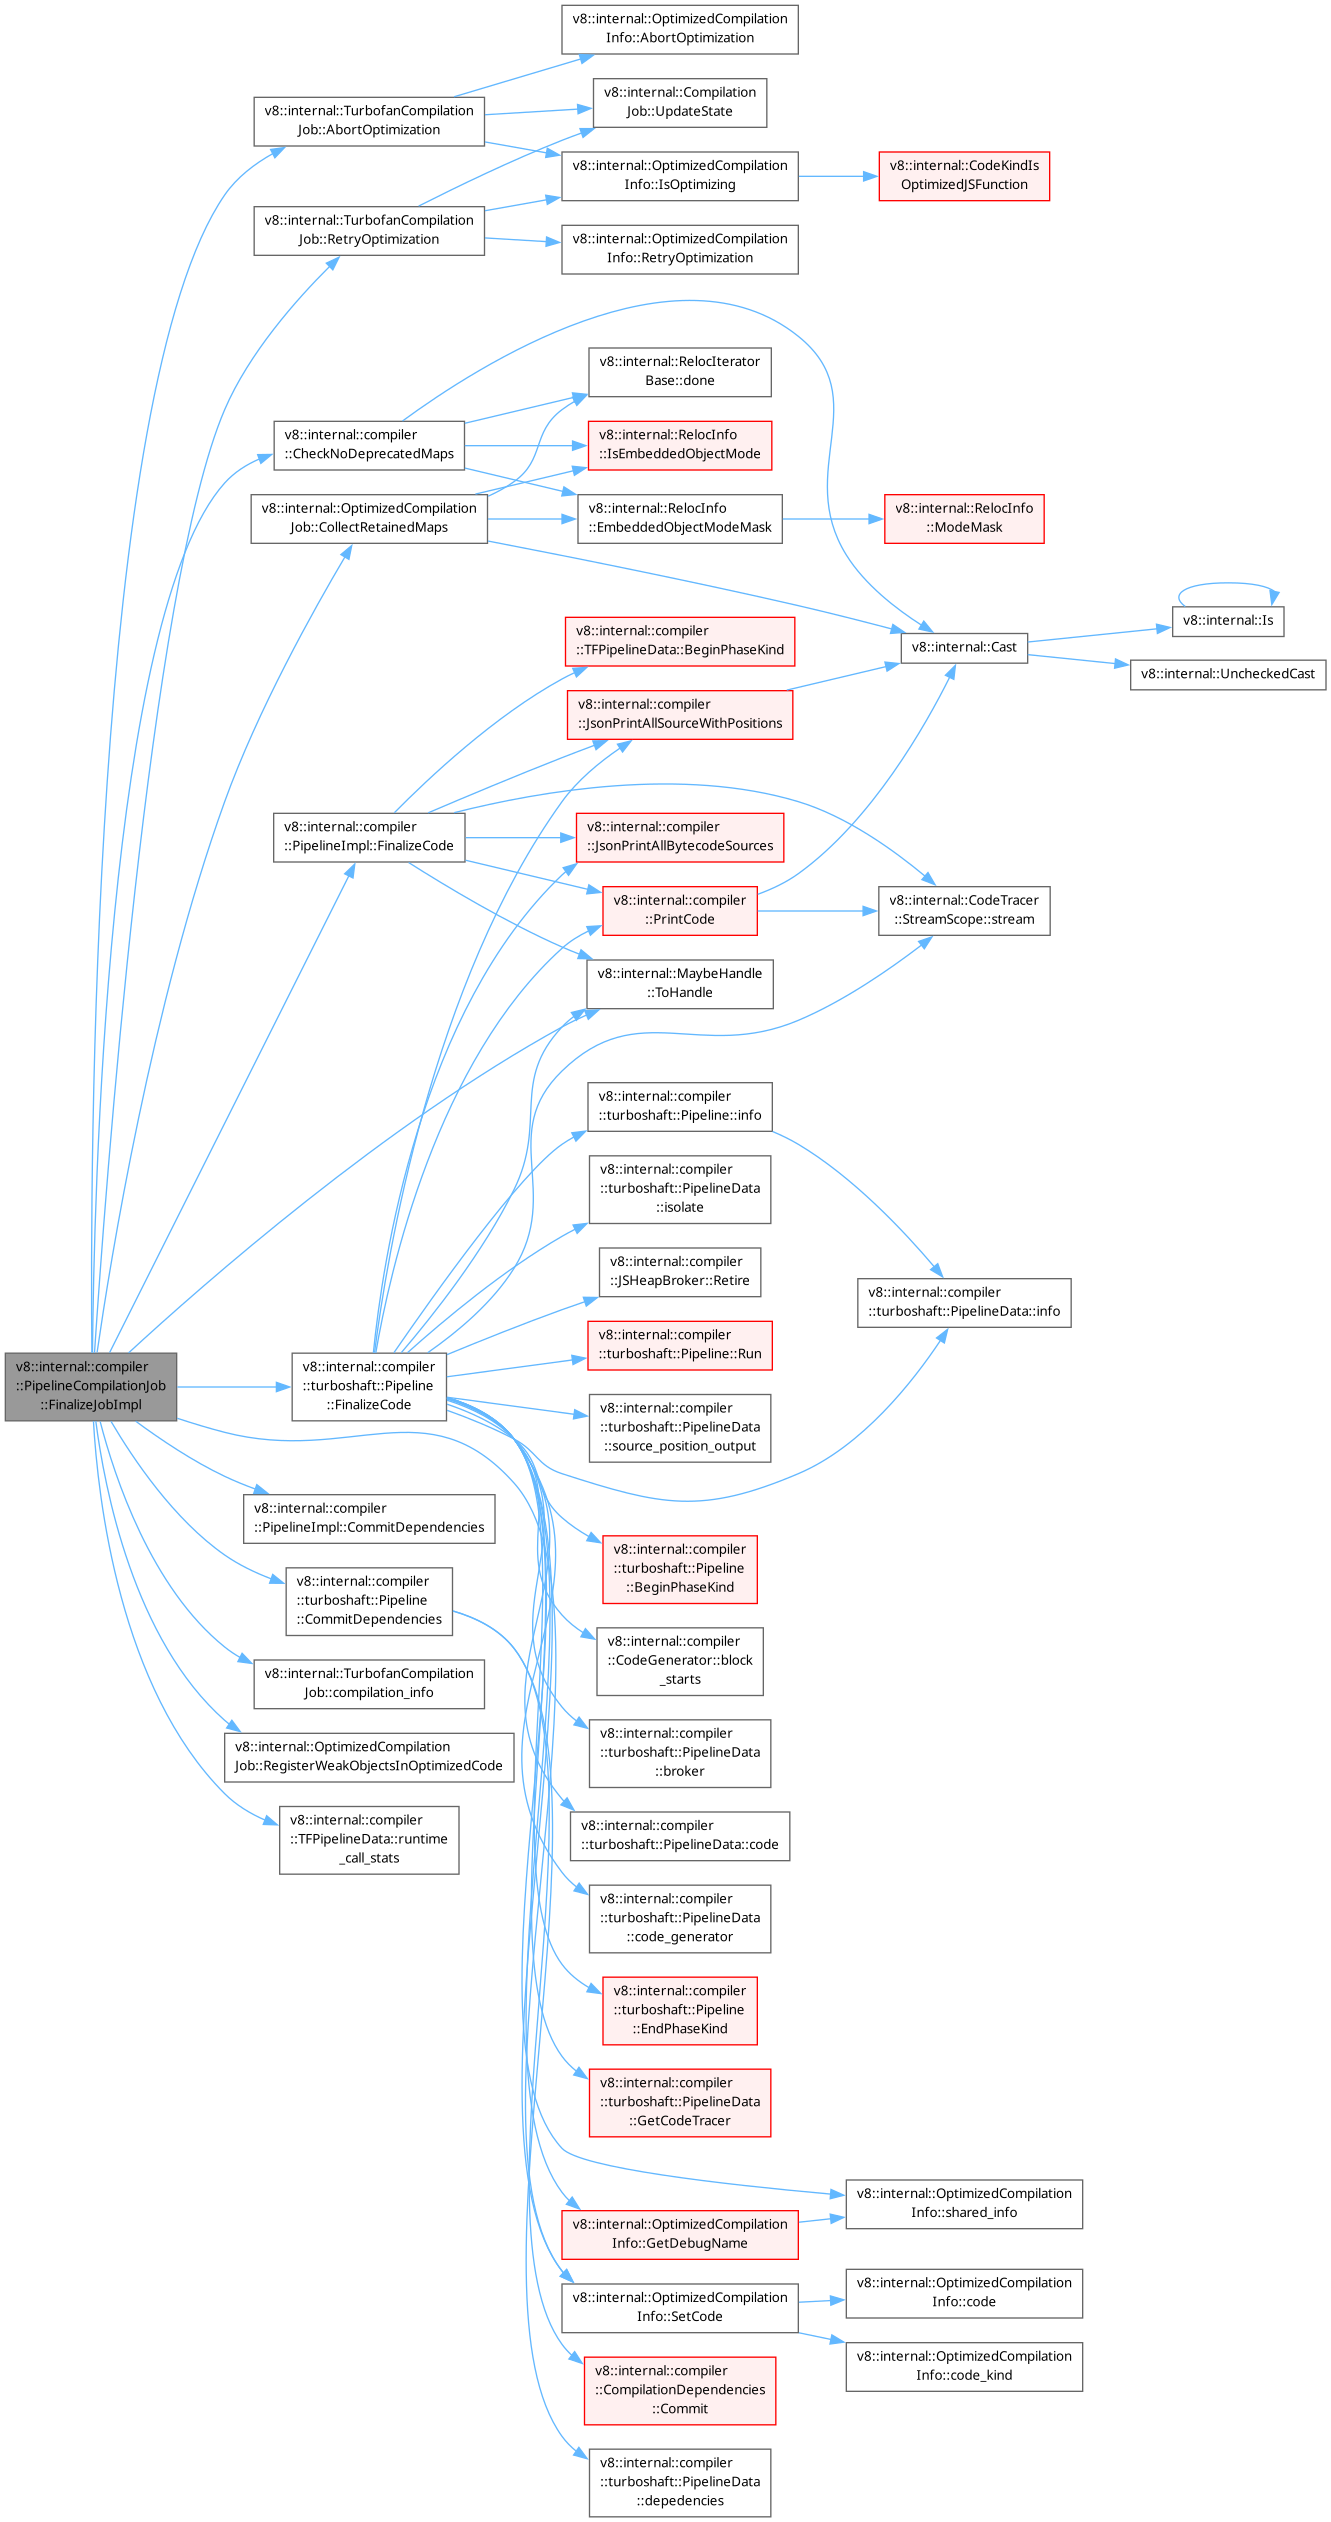 v8::internal::OptimizedCompilation
Info::AbortOptimization
v8::internal::Compilation
Job::UpdateState
v8::internal::TurbofanCompilation
Job::AbortOptimization
v8::internal::OptimizedCompilation
Info::IsOptimizing
v8::internal::CodeKindIs
OptimizedJSFunction
v8::internal::TurbofanCompilation
Job::RetryOptimization
v8::internal::OptimizedCompilation
Info::RetryOptimization
v8::internal::RelocIterator
Base::done
v8::internal::compiler
::CheckNoDeprecatedMaps
v8::internal::RelocInfo
::IsEmbeddedObjectMode
v8::internal::OptimizedCompilation
Job::CollectRetainedMaps
v8::internal::RelocInfo
::EmbeddedObjectModeMask
v8::internal::RelocInfo
::ModeMask
v8::internal::Is
v8::internal::compiler
::TFPipelineData::BeginPhaseKind
v8::internal::Cast
v8::internal::UncheckedCast
v8::internal::compiler
::JsonPrintAllSourceWithPositions
v8::internal::compiler
::PipelineImpl::FinalizeCode
v8::internal::compiler
::JsonPrintAllBytecodeSources
v8::internal::compiler
::PrintCode
v8::internal::CodeTracer
::StreamScope::stream
v8::internal::MaybeHandle
::ToHandle
v8::internal::compiler
::turboshaft::Pipeline::info
v8::internal::compiler
::turboshaft::PipelineData
::isolate
v8::internal::compiler
::JSHeapBroker::Retire
v8::internal::compiler
::turboshaft::PipelineData::info
v8::internal::compiler
::PipelineCompilationJob
::FinalizeJobImpl
v8::internal::compiler
::turboshaft::Pipeline
::FinalizeCode
v8::internal::compiler
::turboshaft::Pipeline::Run
v8::internal::compiler
::turboshaft::PipelineData
::source_position_output
v8::internal::compiler
::PipelineImpl::CommitDependencies
v8::internal::compiler
::turboshaft::Pipeline
::BeginPhaseKind
v8::internal::compiler
::turboshaft::Pipeline
::CommitDependencies
v8::internal::compiler
::CodeGenerator::block
_starts
v8::internal::TurbofanCompilation
Job::compilation_info
v8::internal::compiler
::turboshaft::PipelineData
::broker
v8::internal::OptimizedCompilation
Job::RegisterWeakObjectsInOptimizedCode
v8::internal::compiler
::TFPipelineData::runtime
_call_stats
v8::internal::compiler
::turboshaft::PipelineData::code
v8::internal::compiler
::turboshaft::PipelineData
::code_generator
v8::internal::compiler
::turboshaft::Pipeline
::EndPhaseKind
v8::internal::compiler
::turboshaft::PipelineData
::GetCodeTracer
v8::internal::OptimizedCompilation
Info::shared_info
v8::internal::OptimizedCompilation
Info::GetDebugName
v8::internal::OptimizedCompilation
Info::SetCode
v8::internal::OptimizedCompilation
Info::code
v8::internal::OptimizedCompilation
Info::code_kind
v8::internal::compiler
::CompilationDependencies
::Commit
v8::internal::compiler
::turboshaft::PipelineData
::depedencies